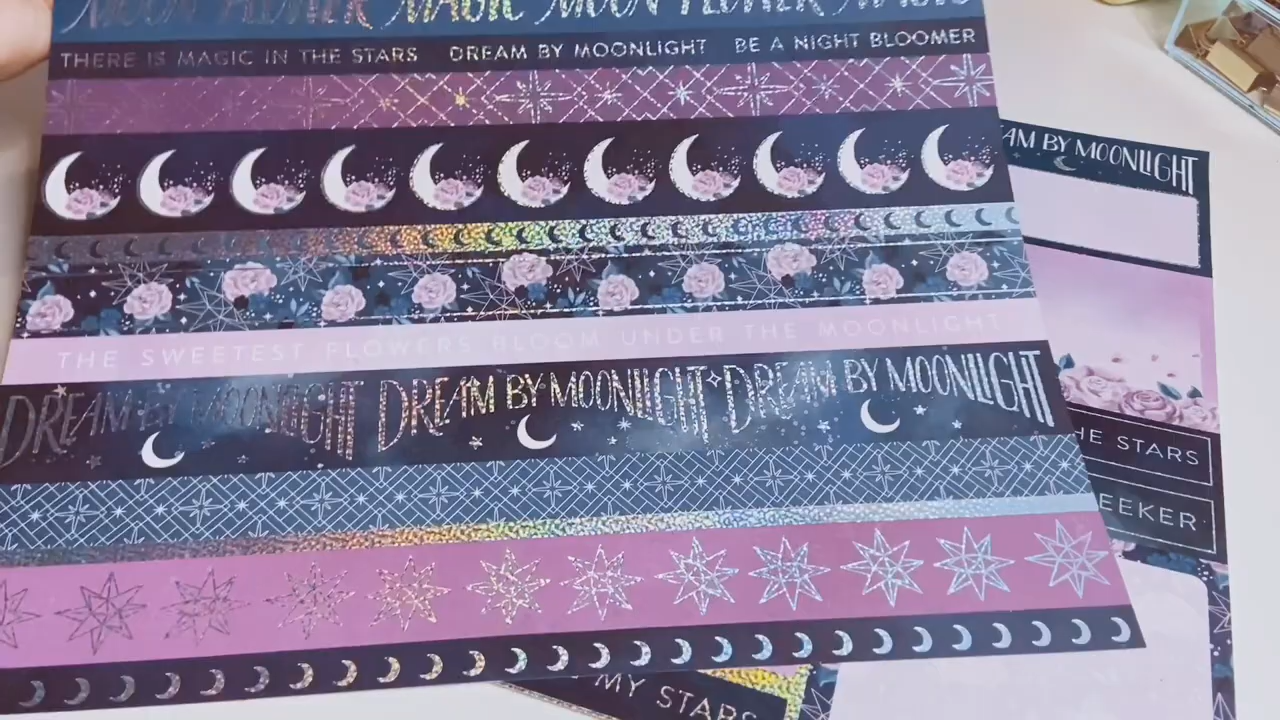 MOON FLOWER MAGIC MOON FLOWER MAGIC
THERE IS MAGIC IN THE STARS DREAM BY MOONLIGHT BE A NIGHT BLOOMER
THE SWEETEST FLOWERS BLOOM UNDER THE MOONLIGHT
DREAM BY MOONLIGHT DREAM BY MOONLIGHT DREAM BY MOONLIGHT
BY MOONLIGHT
THE STARS
MY STARS